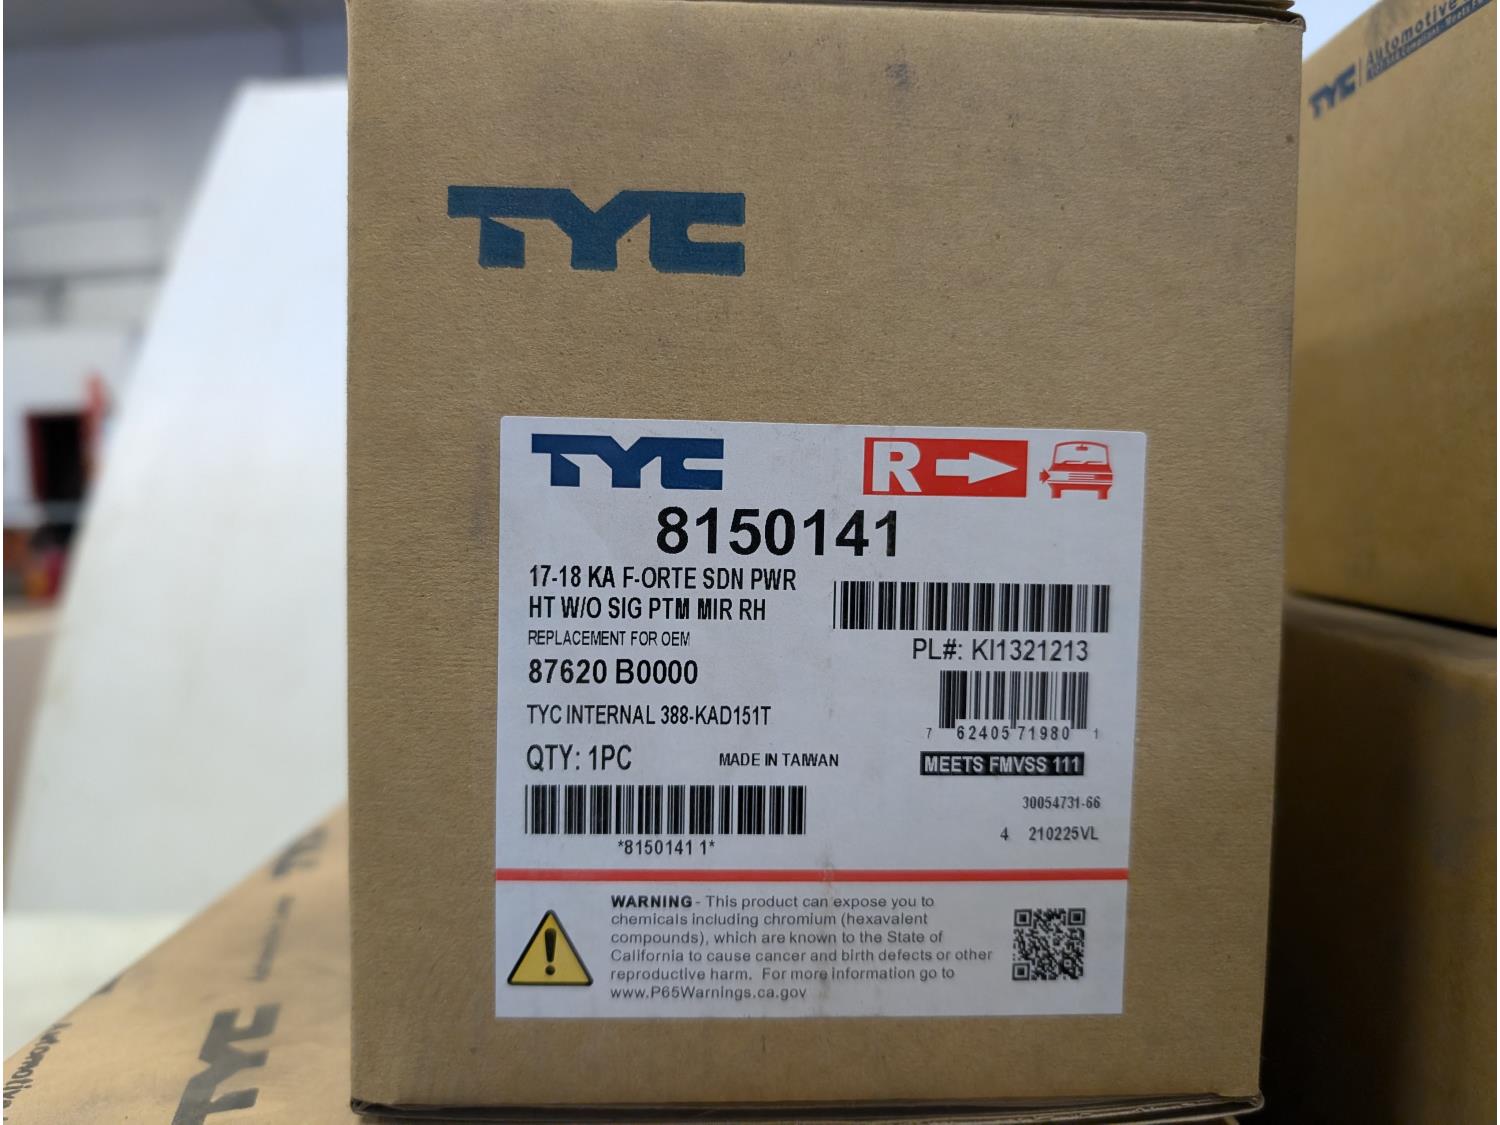 TYC
TYC
R
8150141
17-18 KA F-ORTE SDN PWR
HT W/O SIG PTM MIR RH
REPLACEMENT FOR OEM
87620 B0000
TYC INTERNAL 388-KAD151T
QTY: 1PC
MADE IN TAIWAN
*8150141 1*
PL#: KI1321213
7 62405 71980 1
MEETS FMVSS 111
30054731-66
4 210225VL
WARNING - This product can expose you to
chemicals including chromium (hexavalent
compounds), which are known to the State of
California to cause cancer and birth defects or other
reproductive harm. For more information go to
www.P65Warnings.ca.gov
TYC Automotive
TYC
Automotive